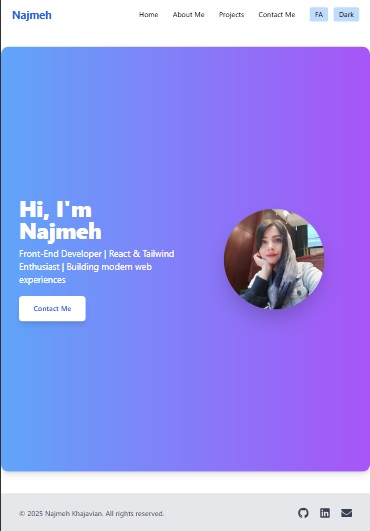 Najmeh
Home About Me Projects Contact Me FA Dark
Hi, I'm
Najmeh
Front-End Developer | React & Tailwind
Enthusiast | Building modern web
experiences
Contact Me
© 2025 Najmeh Khajavian. All rights reserved.